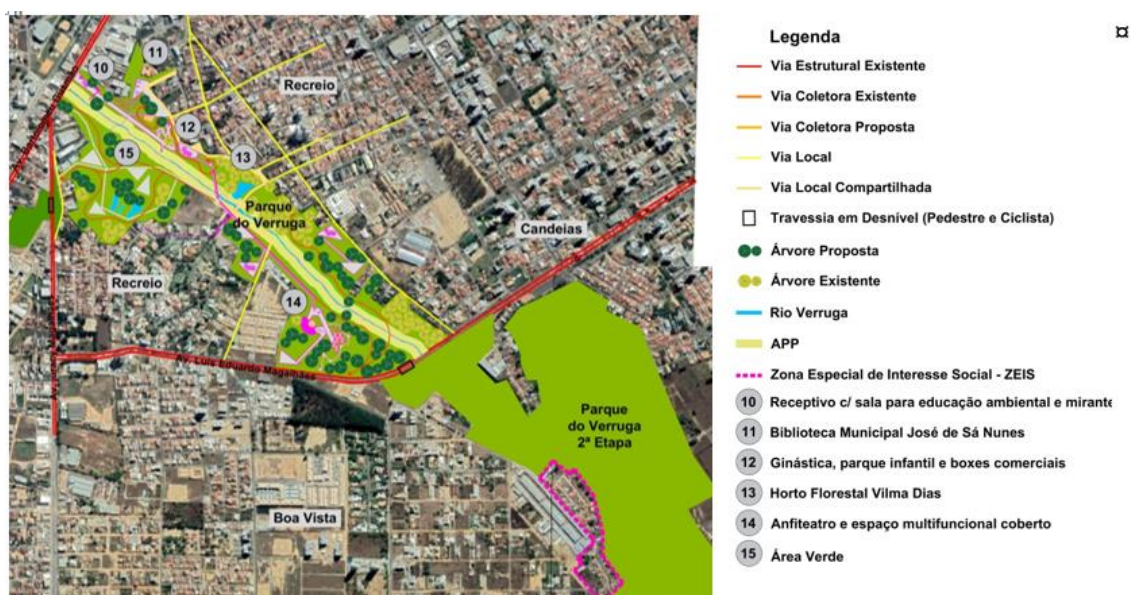 Recreio
Parque
do Verruga
Candeias
Recreio
Av. Luis Eduardo Magalhães
Parque
do Verruga
2ª Etapa
Boa Vista
10
11
12
13
14
15
Legenda
Via Estrutural Existente
Via Coletora Existente
Via Coletora Proposta
Via Local
Via Local Compartilhada
Travessia em Desnível (Pedestre e Ciclista)
Árvore Proposta
Árvore Existente
Rio Verruga
APP
Zona Especial de Interesse Social - ZEIS
10 Receptivo c/ sala para educação ambiental e mirante
11 Biblioteca Municipal José de Sá Nunes
12 Ginástica, parque infantil e boxes comerciais
13 Horto Florestal Vilma Dias
14 Anfiteatro e espaço multifuncional coberto
15 Área Verde